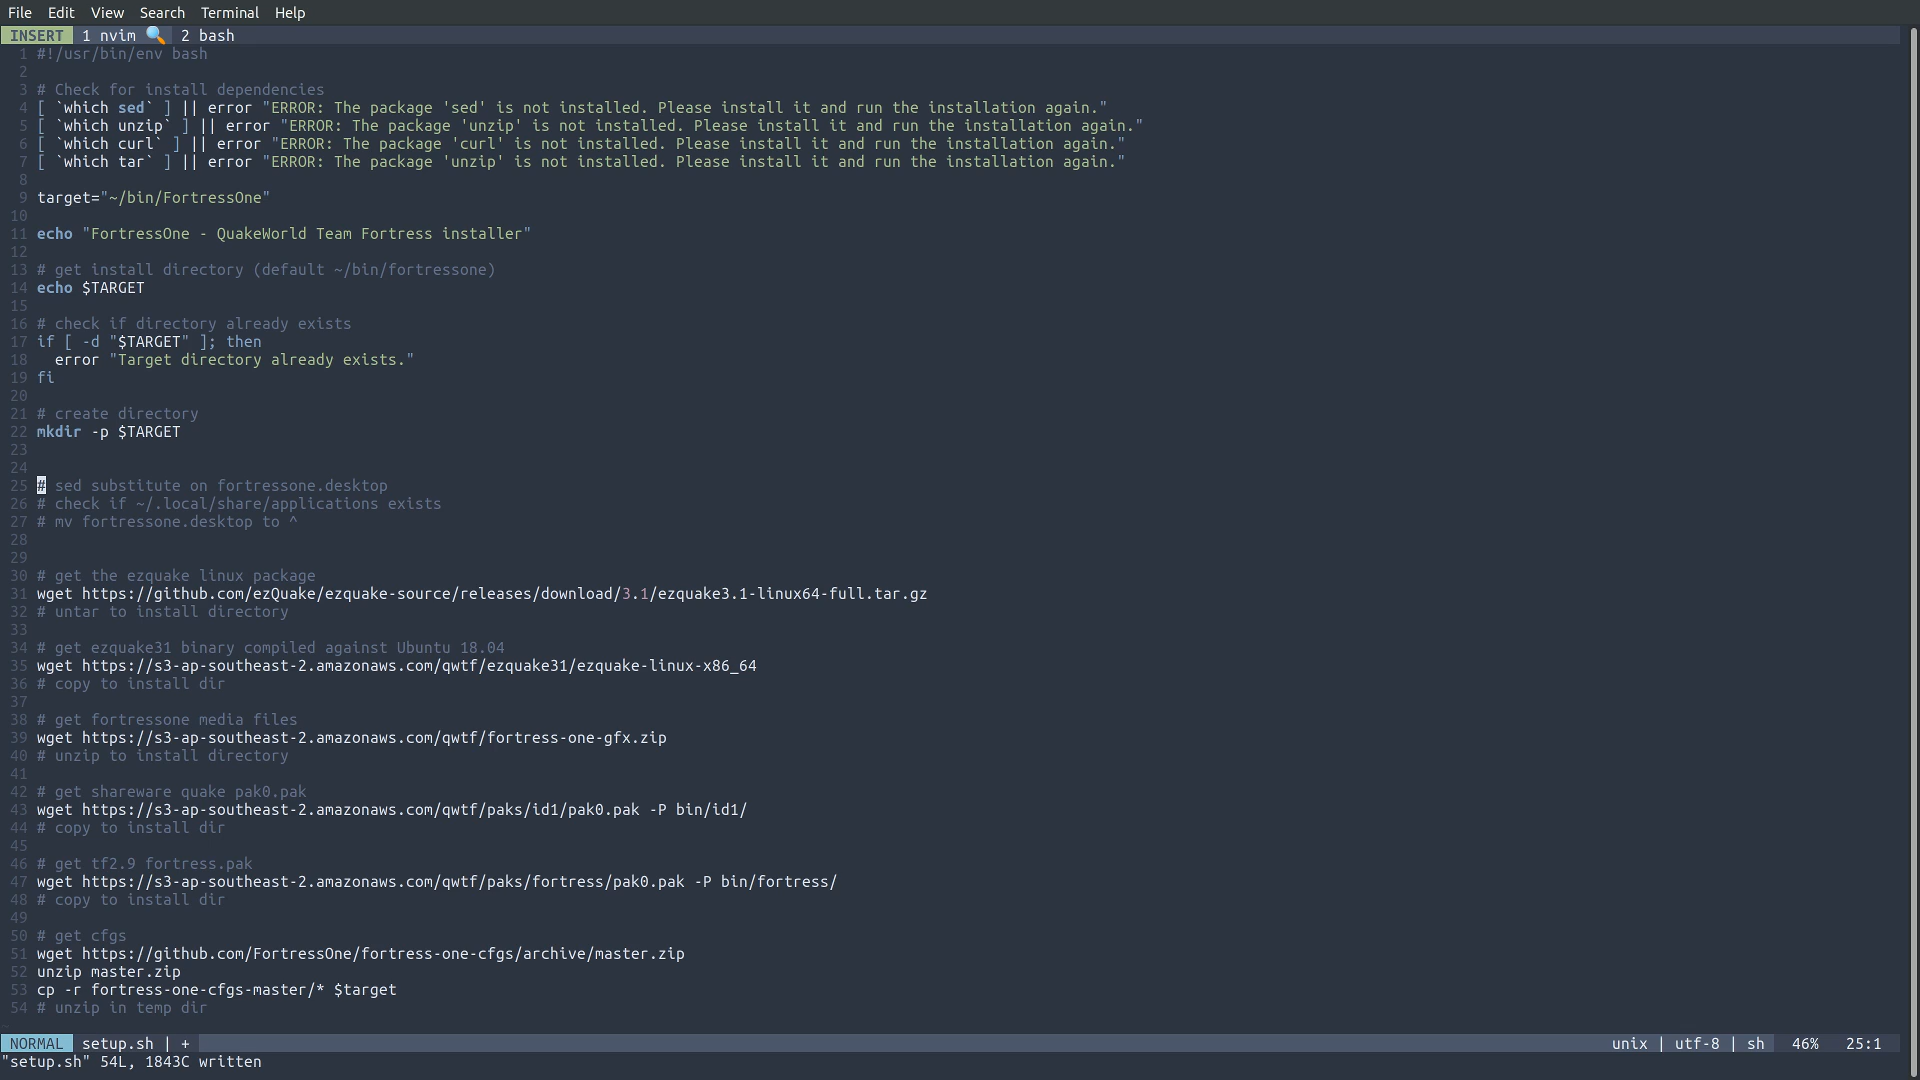 File Edit View Search Terminal Help
INSERT 1 nvim 🔍 2 bash
1 #!/usr/bin/env bash
2
3 # Check for install dependencies
4 [ `which sed` ] || error "ERROR: The package 'sed' is not installed. Please install it and run the installation again."
5 [ `which unzip` ] || error "ERROR: The package 'unzip' is not installed. Please install it and run the installation again."
6 [ `which curl` ] || error "ERROR: The package 'curl' is not installed. Please install it and run the installation again."
7 [ `which tar` ] || error "ERROR: The package 'unzip' is not installed. Please install it and run the installation again."
8
9 target="~/bin/FortressOne"
10
11 echo "FortressOne - QuakeWorld Team Fortress installer"
12
13 # get install directory (default ~/bin/fortressone)
14 echo $TARGET
15
16 # check if directory already exists
17 if [ -d "$TARGET" ]; then
18   error "Target directory already exists."
19 fi
20
21 # create directory
22 mkdir -p $TARGET
23
24
25 # sed substitute on fortressone.desktop
26 # check if ~/.local/share/applications exists
27 # mv fortressone.desktop to ^
28
29
30 # get the ezquake linux package
31 wget https://github.com/ezQuake/ezquake-source/releases/download/3.1/ezquake3.1-linux64-full.tar.gz
32 # untar to install directory
33
34 # get ezquake31 binary compiled against Ubuntu 18.04
35 wget https://s3-ap-southeast-2.amazonaws.com/qwtf/ezquake31/ezquake-linux-x86_64
36 # copy to install dir
37
38 # get fortressone media files
39 wget https://s3-ap-southeast-2.amazonaws.com/qwtf/fortress-one-gfx.zip
40 # unzip to install directory
41
42 # get shareware quake pak0.pak
43 wget https://s3-ap-southeast-2.amazonaws.com/qwtf/paks/id1/pak0.pak -P bin/id1/
44 # copy to install dir
45
46 # get tf2.9 fortress.pak
47 wget https://s3-ap-southeast-2.amazonaws.com/qwtf/paks/fortress/pak0.pak -P bin/fortress/
48 # copy to install dir
49
50 # get cfgs
51 wget https://github.com/FortressOne/fortress-one-cfgs/archive/master.zip
52 unzip master.zip
53 cp -r fortress-one-cfgs-master/* $target
54 # unzip in temp dir
~
NORMAL setup.sh | + unix | utf-8 | sh 46% 25:1
"setup.sh" 54L, 1843C written